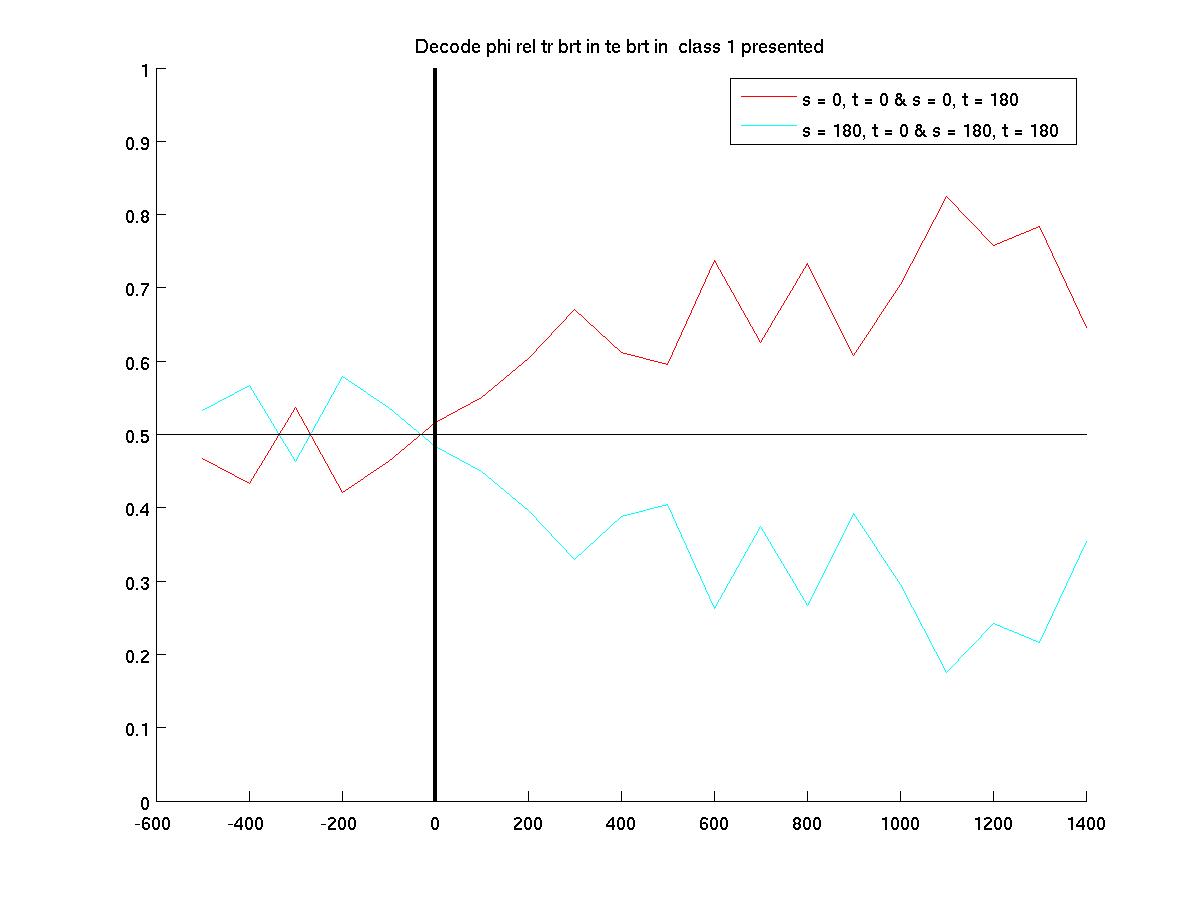 Decode phi rel tr brt in te brt in  class 1 presented
s = 0, t = 0 & s = 0, t = 180
s = 180, t = 0 & s = 180, t = 180
1
0.9
0.8
0.7
0.6
0.5
0.4
0.3
0.2
0.1
0
-600 -400 -200 0 200 400 600 800 1000 1200 1400